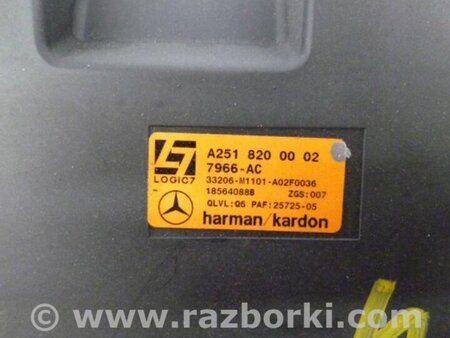 L7
LOGIC7
A251 820 00 02
7966-AC
33206-M1101-A02F0036
185640888
ZGS:007
QLVL:Q6 PAF:25725-05
harman/kardon
© www.razborki.com